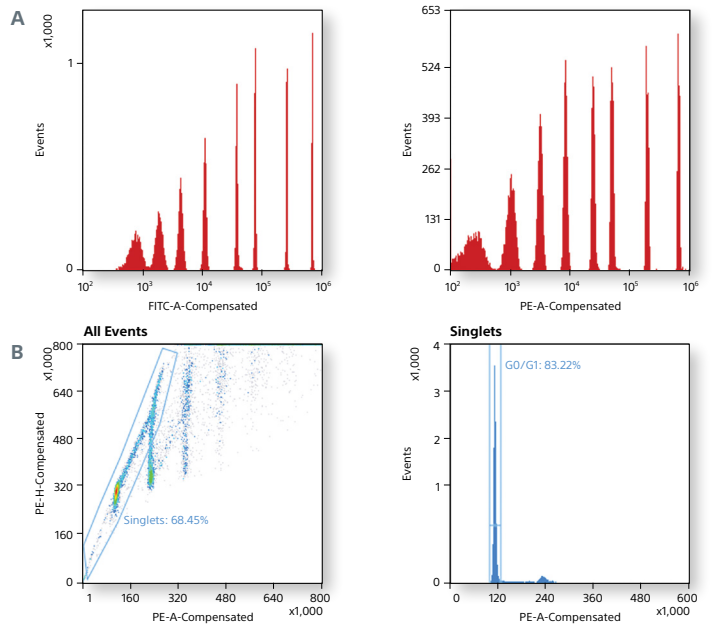 A
x1,000
1
0
Events
10² 10³ 10⁴ 10⁵ 10⁶
FITC-A-Compensated
653
524
393
262
131
0
Events
10² 10³ 10⁴ 10⁵ 10⁶
PE-A-Compensated
B
All Events
x1,000
800
640
480
320
160
0
PE-H-Compensated
Singlets: 68.45%
1 160 320 480 640 800
x1,000
PE-A-Compensated
Singlets
x1,000
4
3
2
1
0
Events
G0/G1: 83.22%
0 120 240 360 480 600
x1,000
PE-A-Compensated